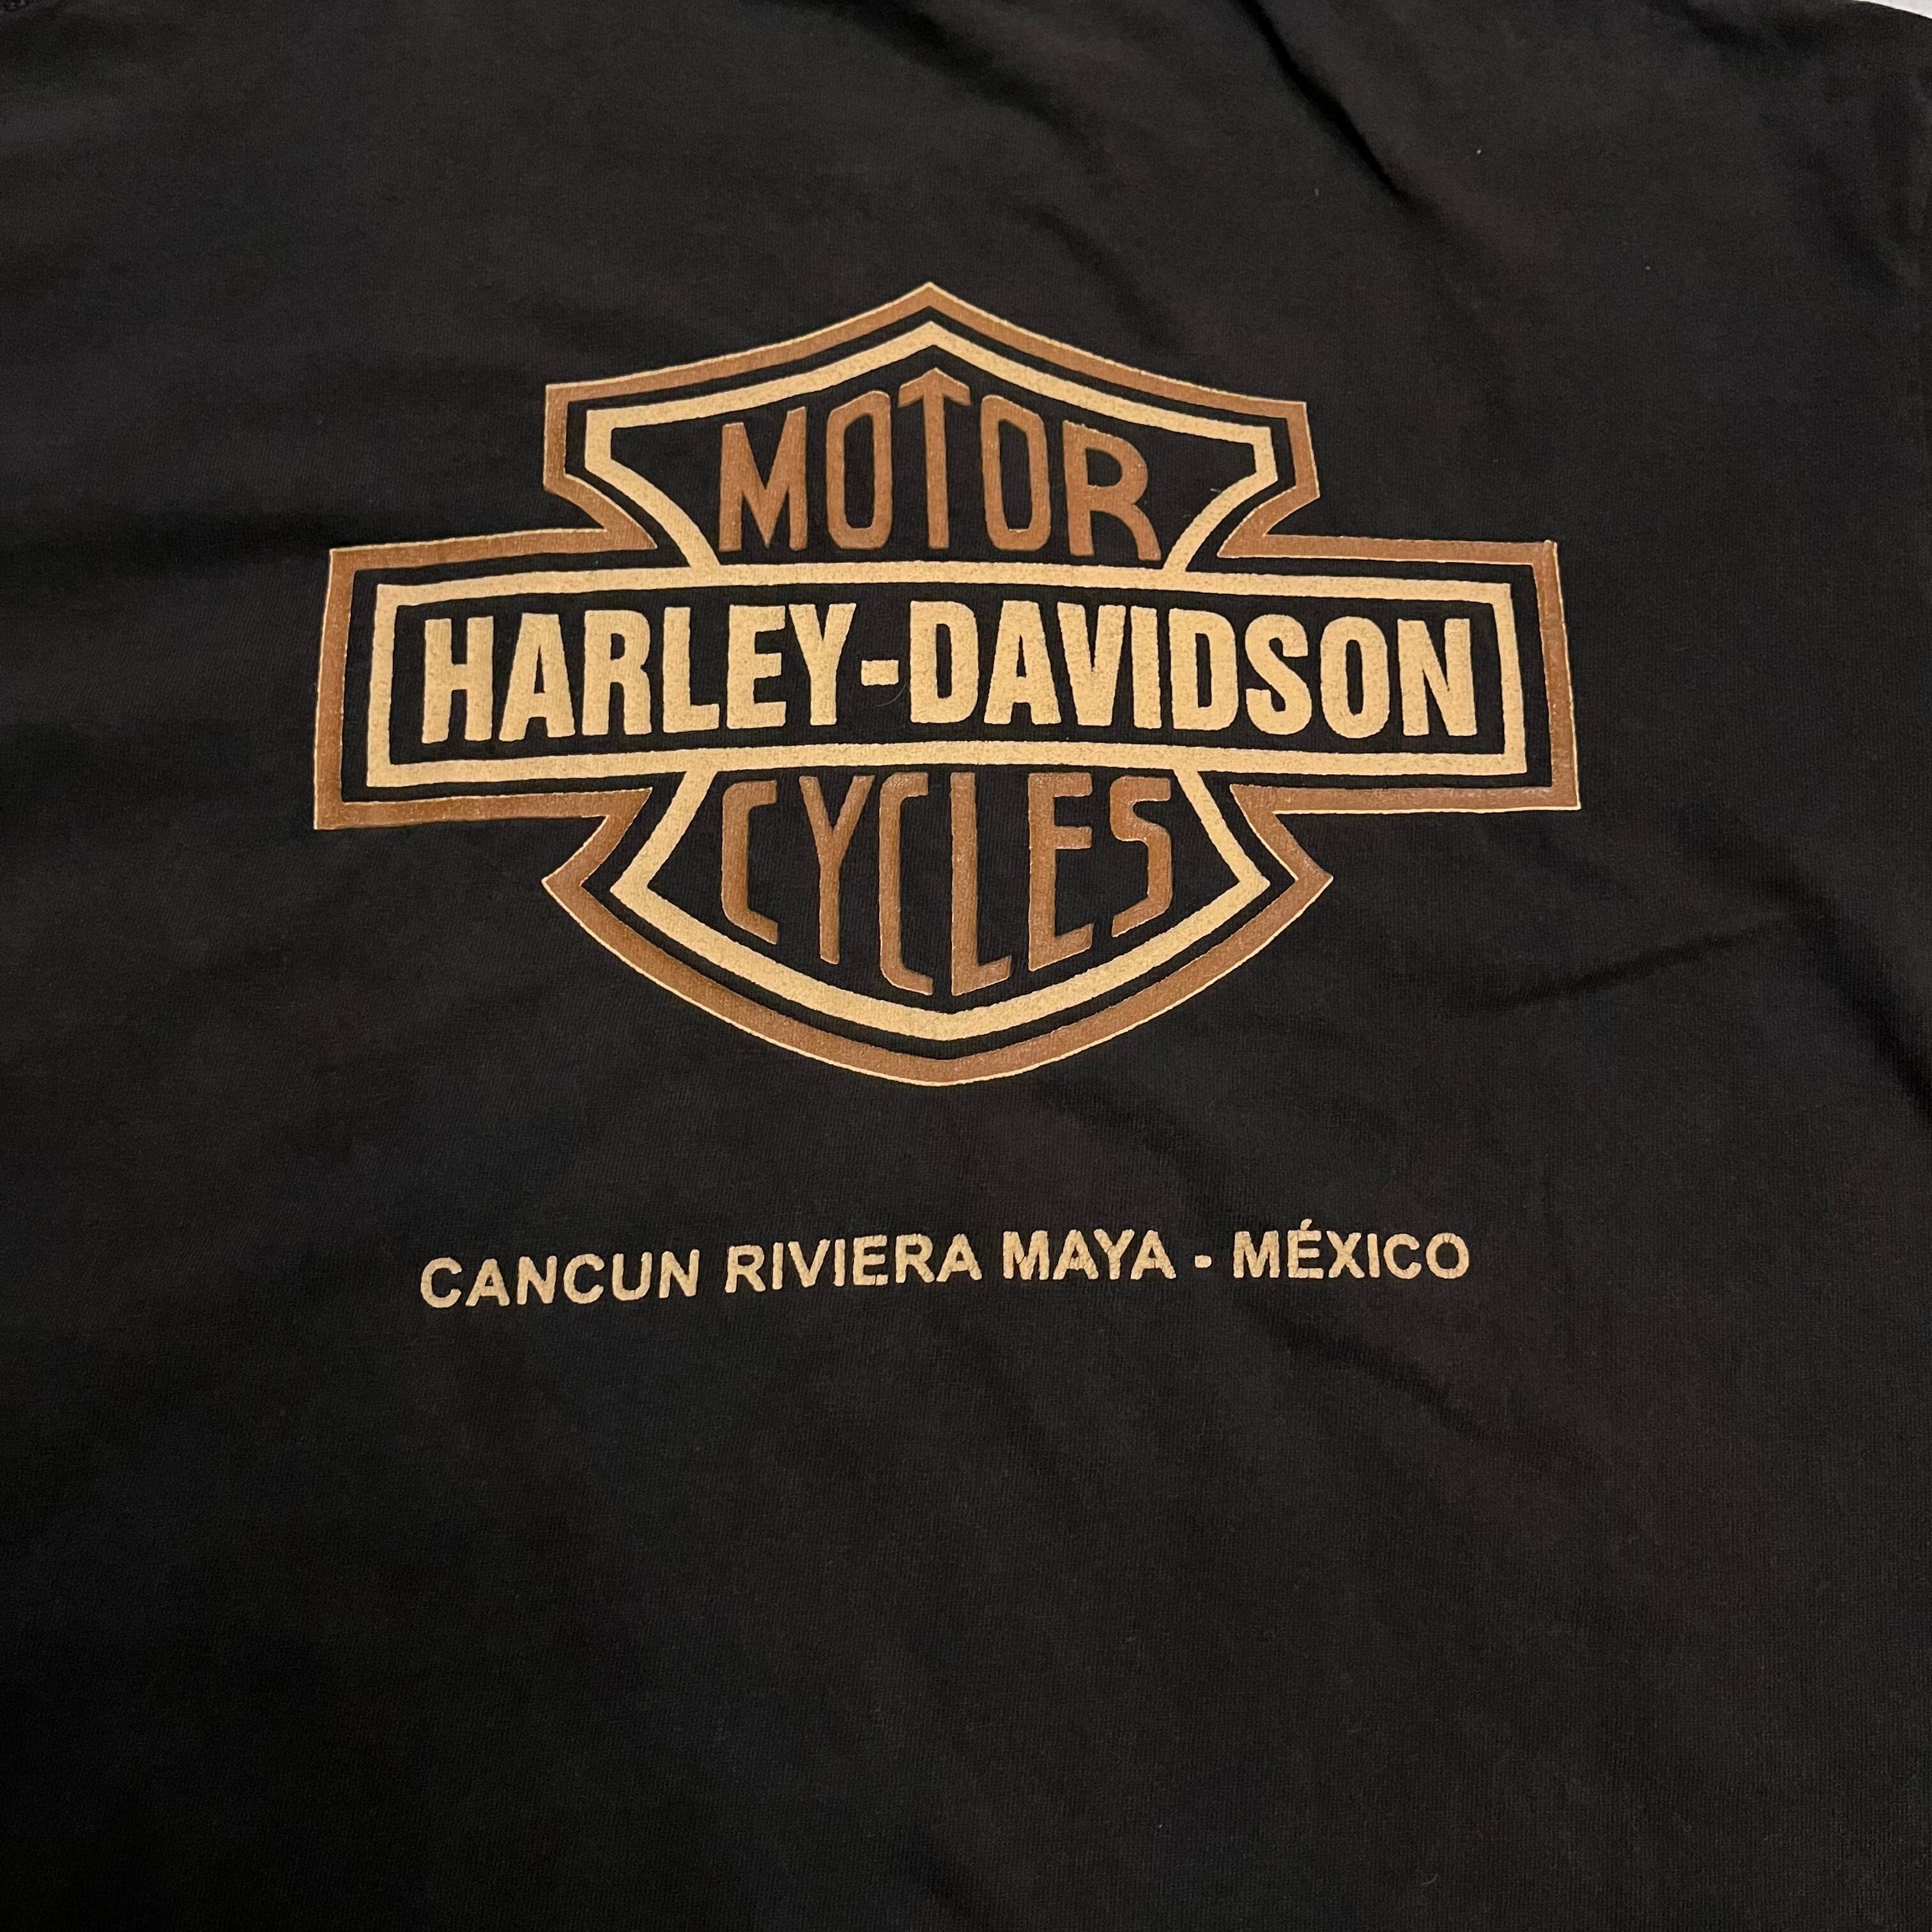 MOTOR
HARLEY-DAVIDSON
CYCLES
CANCUN RIVIERA MAYA - MÉXICO